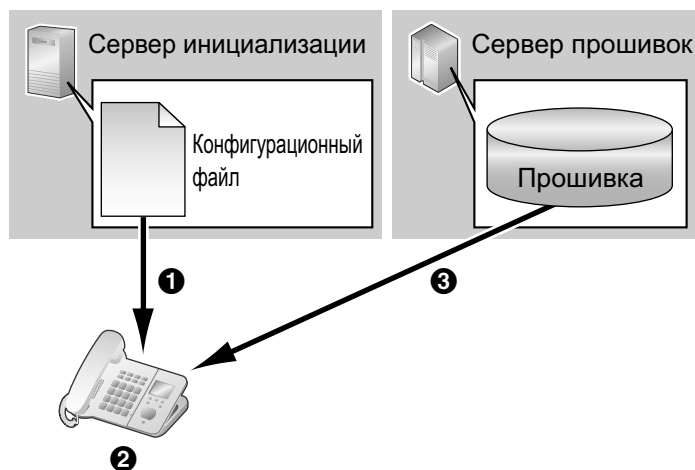 Сервер инициализации
Сервер прошивок
Конфигурационный
файл
Прошивка
❶
❸
❷